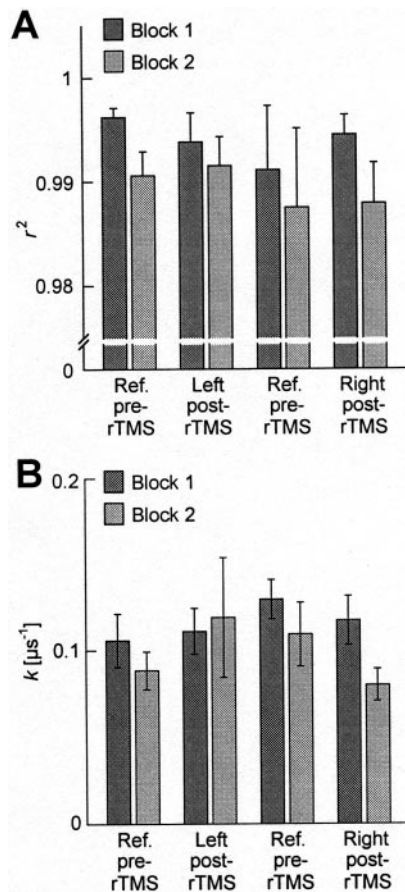 A
Block 1
Block 2
1
0.99
0.98
0
r²
Ref.
pre-
rTMS
Left
post-
rTMS
Ref.
pre-
rTMS
Right
post-
rTMS
B
Block 1
Block 2
0.2
0.1
0
k [µs⁻¹]
Ref.
pre-
rTMS
Left
post-
rTMS
Ref.
pre-
rTMS
Right
post-
rTMS